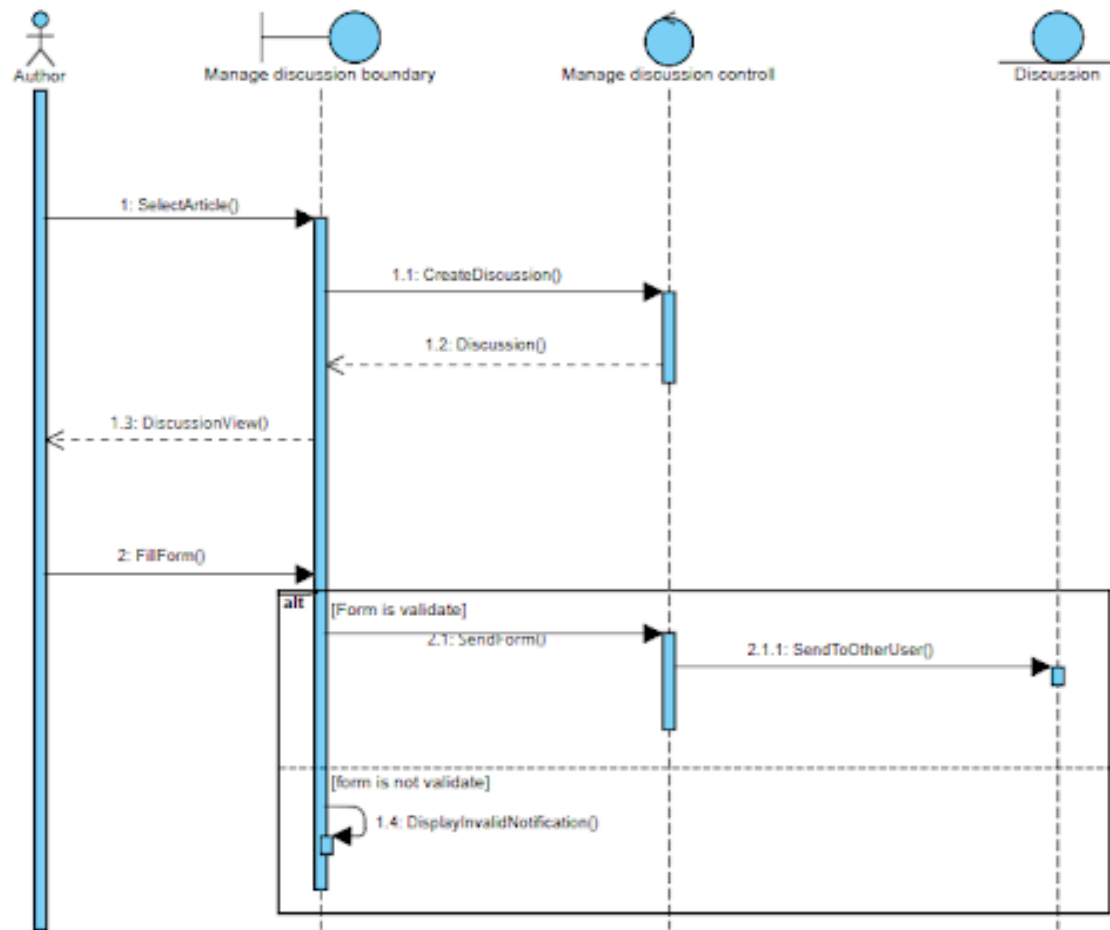 Author
Manage discussion boundary
Manage discussion controll
Discussion
1: SelectArticle()
1.1: CreateDiscussion()
1.2: Discussion()
1.3: DiscussionView()
2: FillForm()
alt
[Form is validate]
2.1: SendForm()
2.1.1: SendToOtherUser()
[form is not validate]
1.4: DisplayInvalidNotification()